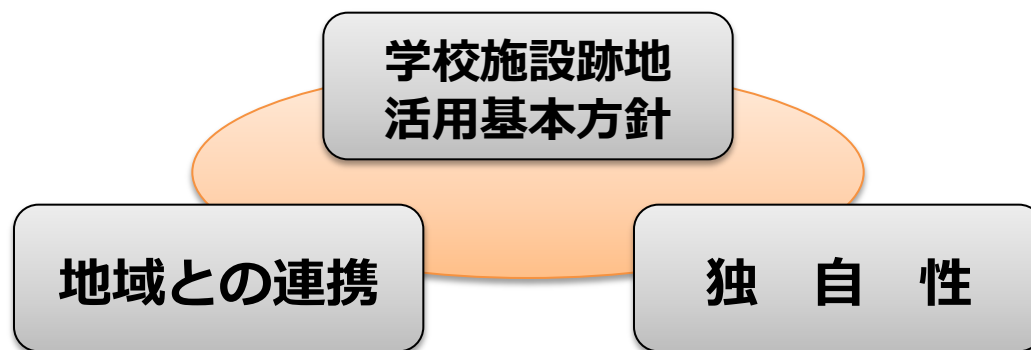 学校施設跡地
活用基本方針
地域との連携
独　自　性